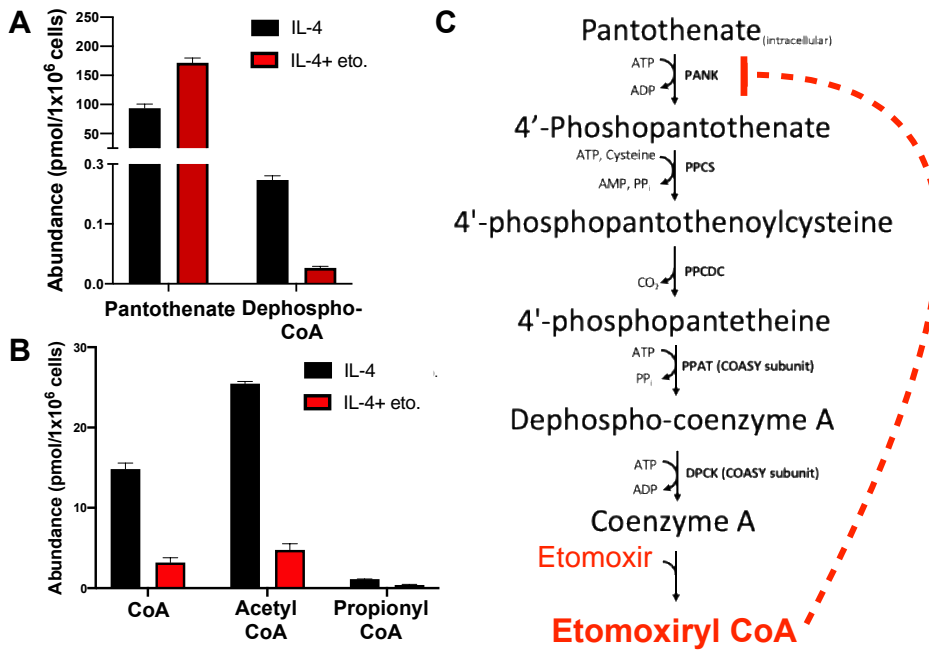 A
Abundance (pmol/1x10⁶ cells)
250
200
150
100
50
0.3
0.1
0.0
IL-4
IL-4+ eto.
Pantothenate
Dephospho-
CoA
B
Abundance (pmol/1x10⁶ cells)
30
20
10
0
IL-4
IL-4+ eto.
CoA
Acetyl
CoA
Propionyl
CoA
C
Pantothenate (intracellular)
ATP
PANK
ADP
4’-Phoshopantothenate
ATP, Cysteine
PPCS
AMP, PPᵢ
4'-phosphopantothenoylcysteine
PPCDC
CO₂
4'-phosphopantetheine
ATP
PPAT (COASY subunit)
PPᵢ
Dephospho-coenzyme A
ATP
DPCK (COASY subunit)
ADP
Coenzyme A
Etomoxir
Etomoxiryl CoA